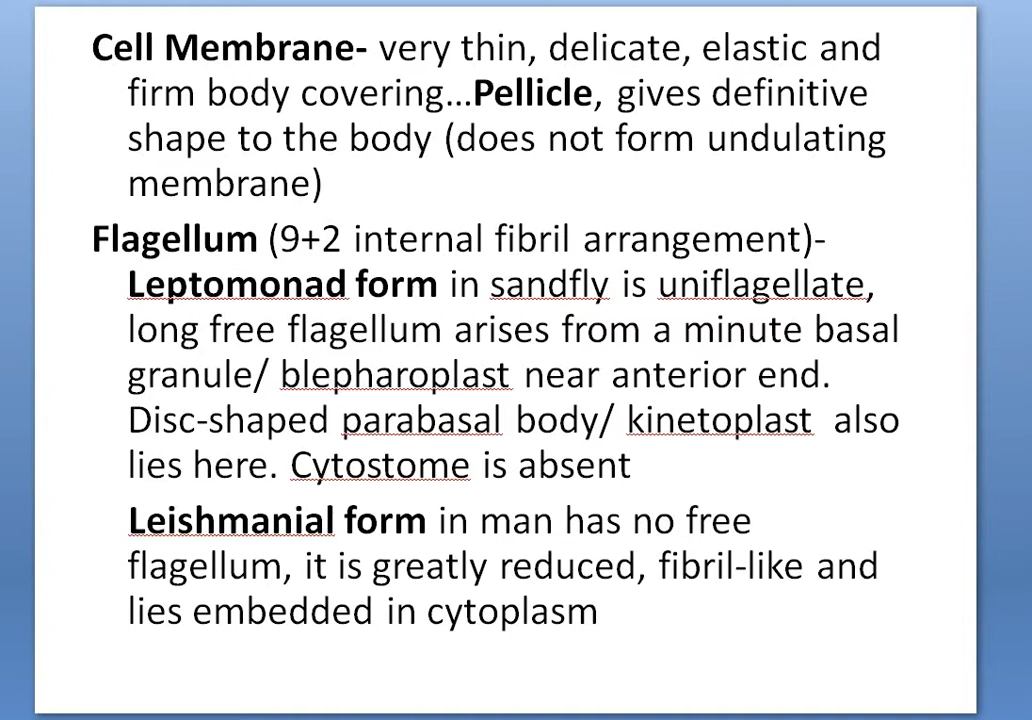 Cell Membrane- very thin, delicate, elastic and
firm body covering...Pellicle, gives definitive
shape to the body (does not form undulating
membrane)
Flagellum (9+2 internal fibril arrangement)-
Leptomonad form in sandfly is uniflagellate,
long free flagellum arises from a minute basal
granule/ blepharoplast near anterior end.
Disc-shaped parabasal body/ kinetoplast  also
lies here. Cytostome is absent
Leishmanial form in man has no free
flagellum, it is greatly reduced, fibril-like and
lies embedded in cytoplasm